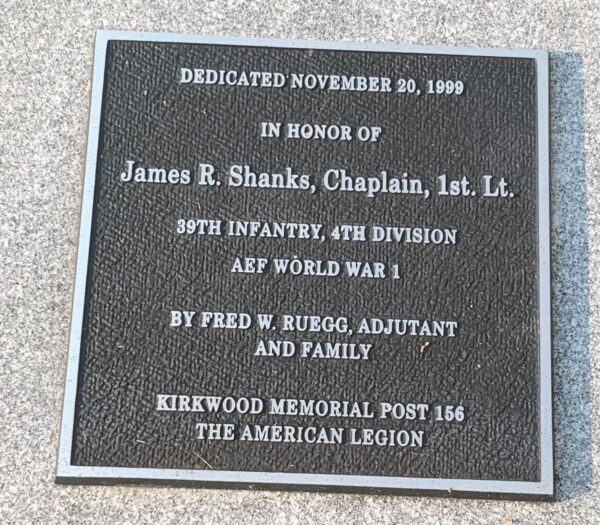 DEDICATED NOVEMBER 20, 1999
IN HONOR OF
James R. Shanks, Chaplain, 1st. Lt.
39TH INFANTRY, 4TH DIVISION
AEF WORLD WAR 1
BY FRED W. RUEGG, ADJUTANT
AND FAMILY
KIRKWOOD MEMORIAL POST 156
THE AMERICAN LEGION